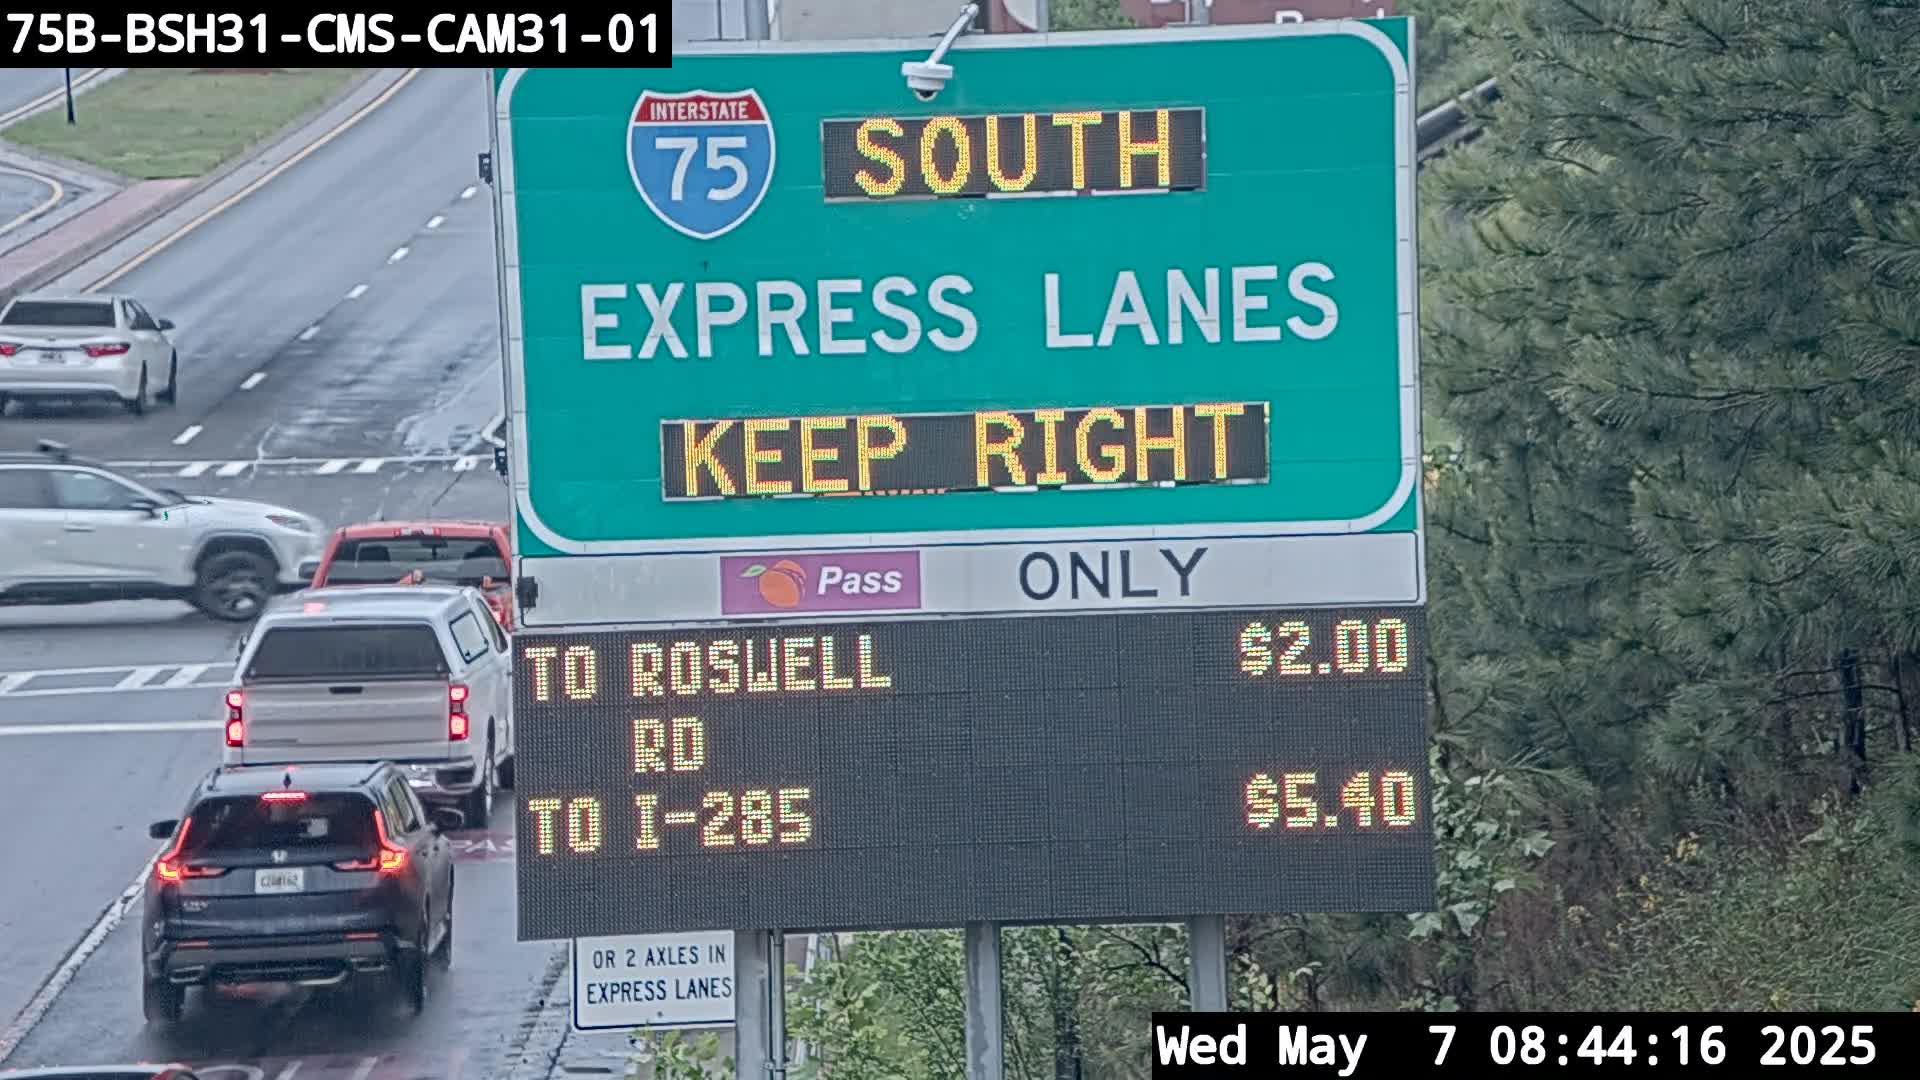 75B-BSH31-CMS-CAM31-01
INTERSTATE
75
SOUTH
EXPRESS LANES
KEEP RIGHT
Pass ONLY
TO ROSWELL $2.00
RD
TO I-285 $5.40
OR 2 AXLES IN
EXPRESS LANES
Wed May 7 08:44:16 2025